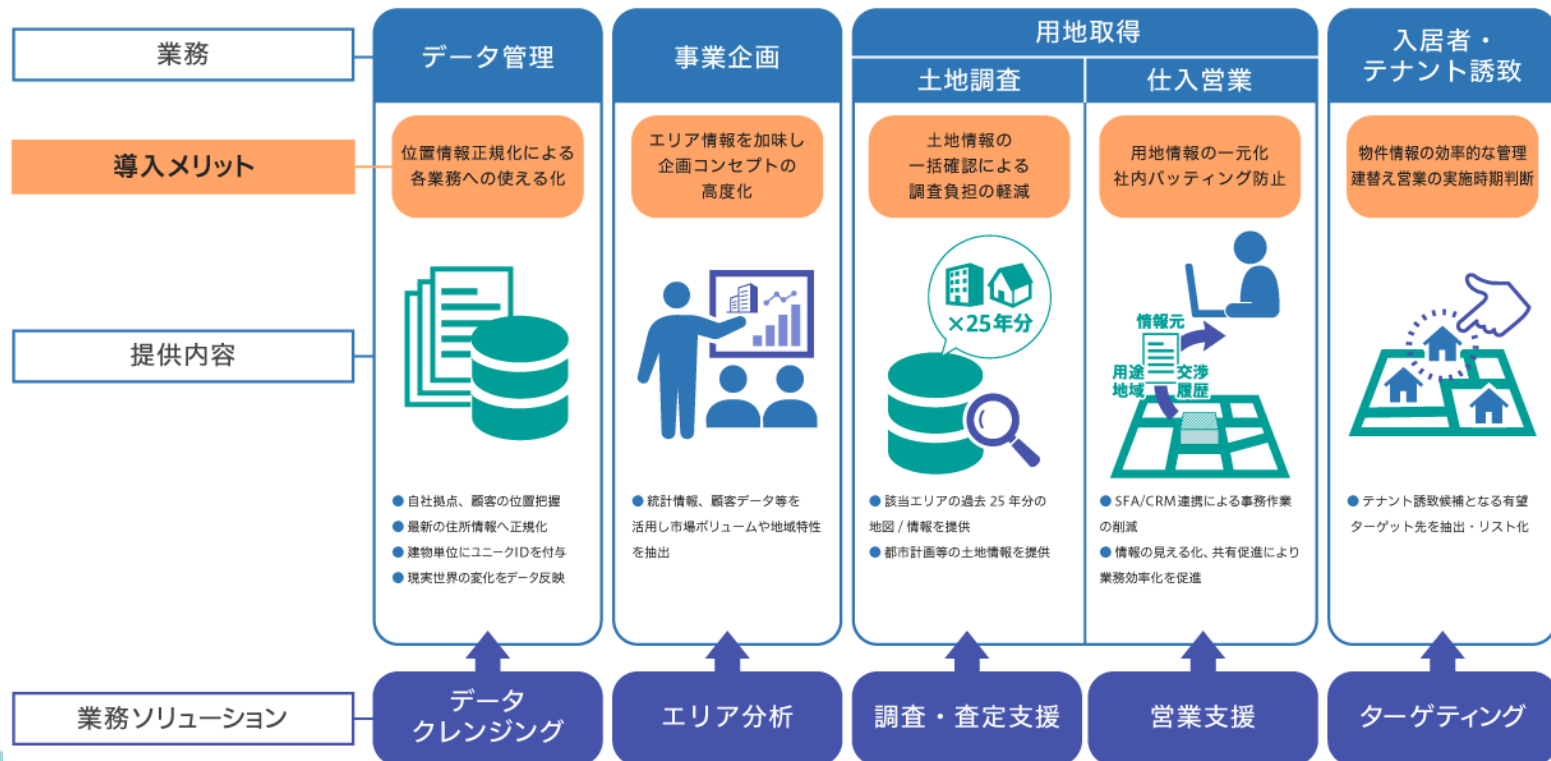 業務
データ管理
事業企画
用地取得
土地調査
仕入営業
入居者・
テナント誘致
導入メリット
位置情報正規化による
各業務への使える化
エリア情報を加味し
企画コンセプトの
高度化
土地情報の
一括確認による
調査負担の軽減
用地情報の一元化
社内バッティング防止
物件情報の効率的な管理
建替え営業の実施時期判断
提供内容
×25年分
情報元
用途
地域
交渉
履歴
● 自社拠点、顧客の位置把握
● 最新の住所情報へ正規化
● 建物単位にユニークIDを付与
● 現実世界の変化をデータ反映
● 統計情報、顧客データ等を
活用し市場ボリュームや地域特性
を抽出
● 該当エリアの過去 25 年分の
地図 / 情報を提供
● 都市計画等の土地情報を提供
● SFA/CRM連携による事務作業
の削減
● 情報の見える化、共有促進により
業務効率化を促進
● テナント誘致候補となる有望
ターゲット先を抽出・リスト化
業務ソリューション
データ
クレンジング
エリア分析
調査・査定支援
営業支援
ターゲティング